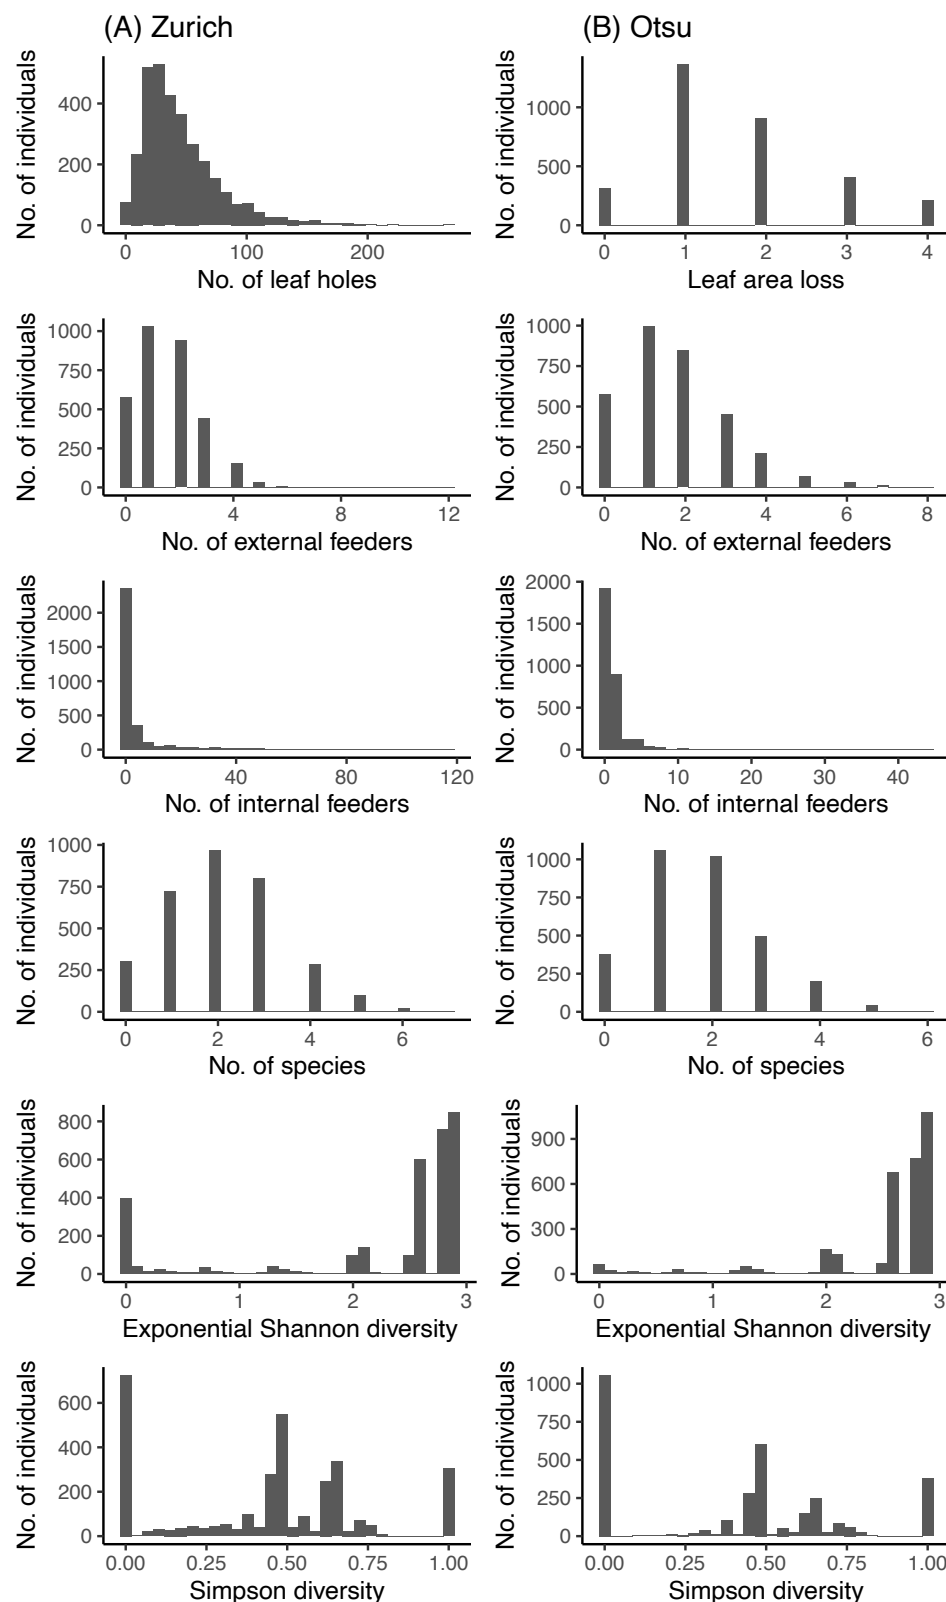 (A) Zurich
(B) Otsu
No. of individuals
400
200
0
0 100 200
No. of leaf holes
No. of individuals
1000
500
0
0 1 2 3 4
Leaf area loss
No. of individuals
1000
750
500
250
0
0 4 8 12
No. of external feeders
No. of individuals
1000
750
500
250
0
0 2 4 6 8
No. of external feeders
No. of individuals
2000
1500
1000
500
0
0 40 80 120
No. of internal feeders
No. of individuals
2000
1500
1000
500
0
0 10 20 30 40
No. of internal feeders
No. of individuals
1000
750
500
250
0
0 2 4 6
No. of species
No. of individuals
1000
750
500
250
0
0 2 4 6
No. of species
No. of individuals
800
600
400
200
0
0 1 2 3
Exponential Shannon diversity
No. of individuals
900
600
300
0
0 1 2 3
Exponential Shannon diversity
No. of individuals
600
400
200
0
0.00 0.25 0.50 0.75 1.00
Simpson diversity
No. of individuals
1000
750
500
250
0
0.00 0.25 0.50 0.75 1.00
Simpson diversity